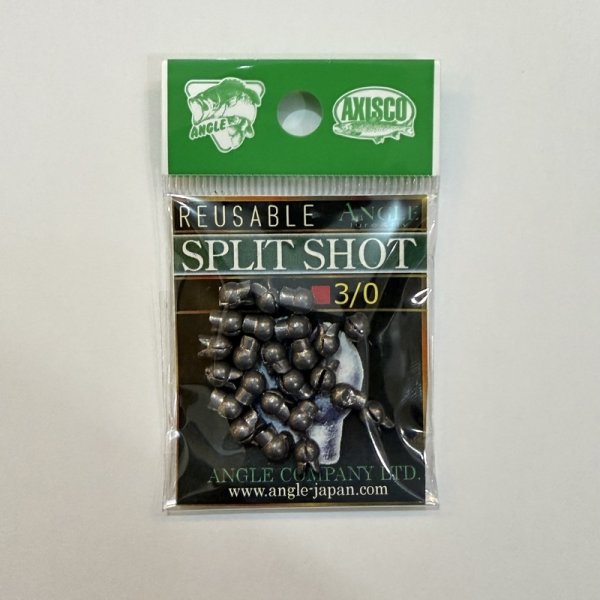 ANGLE
AXISCO
REUSABLE ANGLE
SPLIT SHOT
3/0
ANGLE COMPANY LTD.
www.angle-japan.com